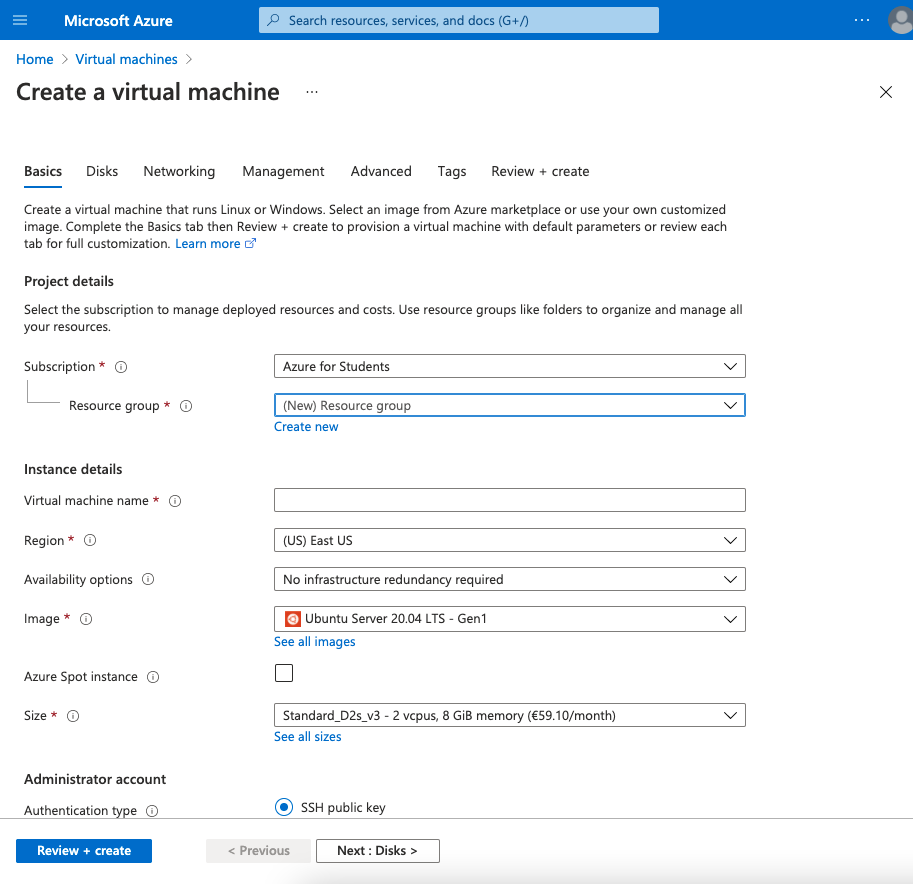 Microsoft Azure
Search resources, services, and docs (G+/)
...
Home > Virtual machines >
Create a virtual machine ...
Basics Disks Networking Management Advanced Tags Review + create
Create a virtual machine that runs Linux or Windows. Select an image from Azure marketplace or use your own customized
image. Complete the Basics tab then Review + create to provision a virtual machine with default parameters or review each
tab for full customization. Learn more
Project details
Select the subscription to manage deployed resources and costs. Use resource groups like folders to organize and manage all
your resources.
Subscription * Azure for Students
Resource group * (New) Resource group
Create new
Instance details
Virtual machine name *
Region * (US) East US
Availability options No infrastructure redundancy required
Image * Ubuntu Server 20.04 LTS - Gen1
See all images
Azure Spot instance
Size * Standard_D2s_v3 - 2 vcpus, 8 GiB memory (€59.10/month)
See all sizes
Administrator account
Authentication type SSH public key
Review + create < Previous Next : Disks >